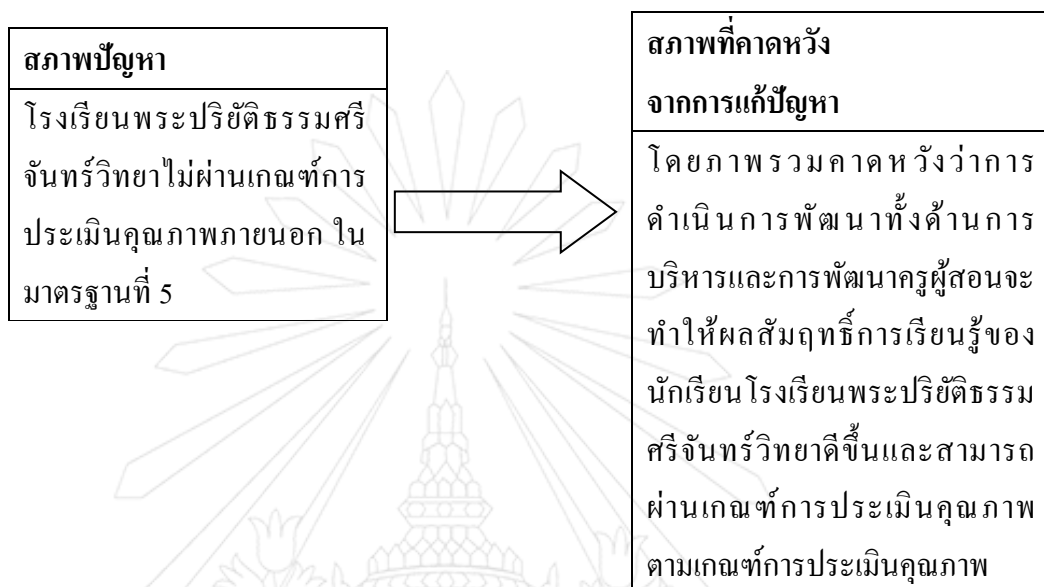 สภาพปัญหา
โรงเรียนพระปริยัติธรรมศรี
จันทร์วิทยาไม่ผ่านเกณฑ์การ
ประเมินคุณภาพภายนอก ใน
มาตรฐานที่ 5
สภาพที่คาดหวัง
จากการแก้ปัญหา
โดยภาพรวมคาดหวังว่าการ
ดำเนินการพัฒนาทั้งด้านการ
บริหารและการพัฒนาครูผู้สอนจะ
ทำให้ผลสัมฤทธิ์การเรียนรู้ของ
นักเรียนโรงเรียนพระปริยัติธรรม
ศรีจันทร์วิทยาดีขึ้นและสามารถ
ผ่านเกณฑ์การประเมินคุณภาพ
ตามเกณฑ์การประเมินคุณภาพ